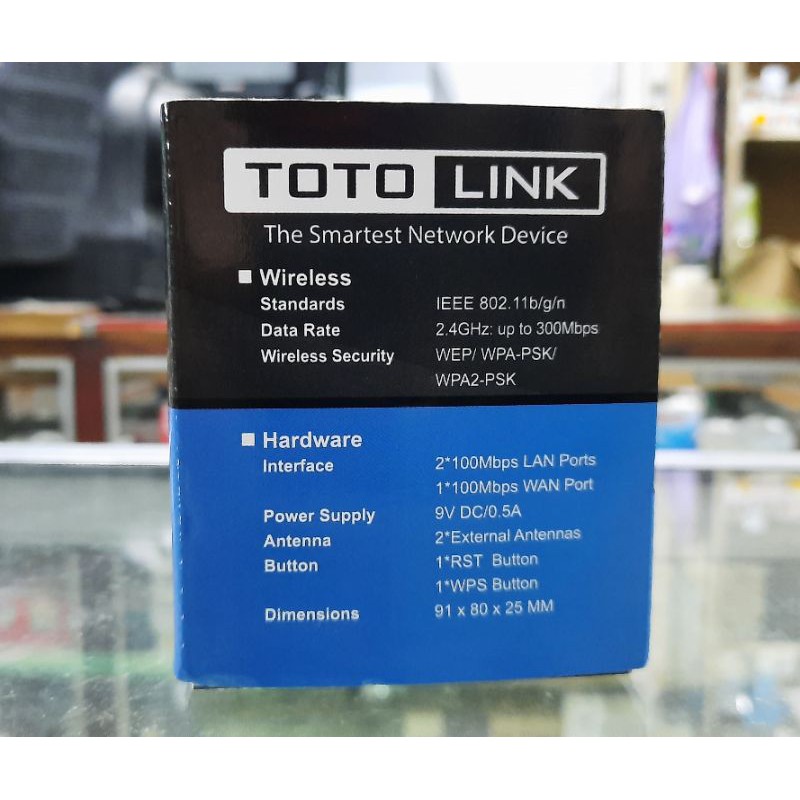 TOTO LINK
The Smartest Network Device
Wireless
Standards IEEE 802.11b/g/n
Data Rate 2.4GHz: up to 300Mbps
Wireless Security WEP/ WPA-PSK/
WPA2-PSK
Hardware
Interface 2*100Mbps LAN Ports
1*100Mbps WAN Port
Power Supply 9V DC/0.5A
Antenna 2*External Antennas
Button 1*RST Button
1*WPS Button
Dimensions 91 x 80 x 25 MM